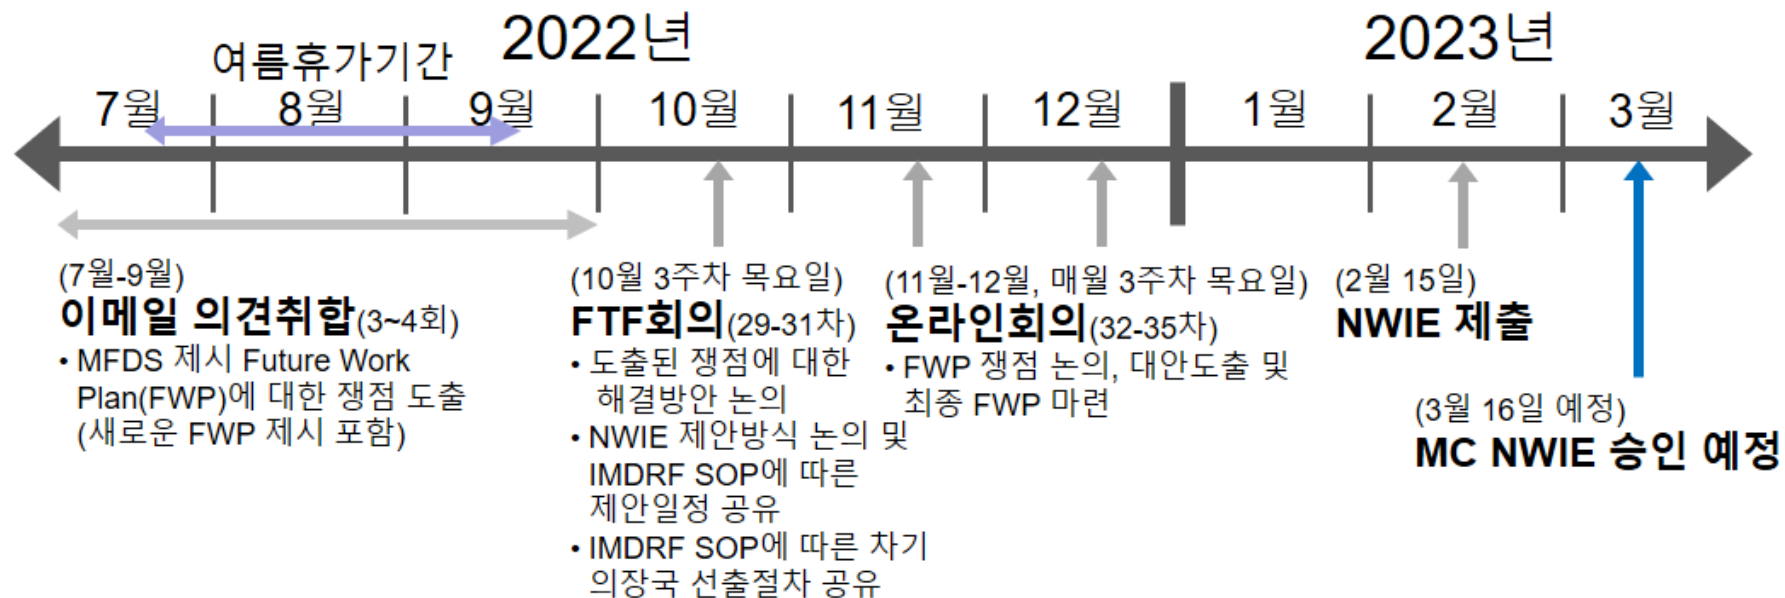 2022년
2023년
여름휴가기간
7월
8월
9월
10월
11월
12월
1월
2월
3월
(7월-9월)
이메일 의견취합(3~4회)
• MFDS 제시 Future Work
Plan(FWP)에 대한 쟁점 도출
(새로운 FWP 제시 포함)
(10월 3주차 목요일)
FTF회의(29-31차)
• 도출된 쟁점에 대한
해결방안 논의
• NWIE 제안방식 논의 및
IMDRF SOP에 따른
제안일정 공유
• IMDRF SOP에 따른 차기
의장국 선출절차 공유
(11월-12월, 매월 3주차 목요일)
온라인회의(32-35차)
• FWP 쟁점 논의, 대안도출 및
최종 FWP 마련
(2월 15일)
NWIE 제출
(3월 16일 예정)
MC NWIE 승인 예정